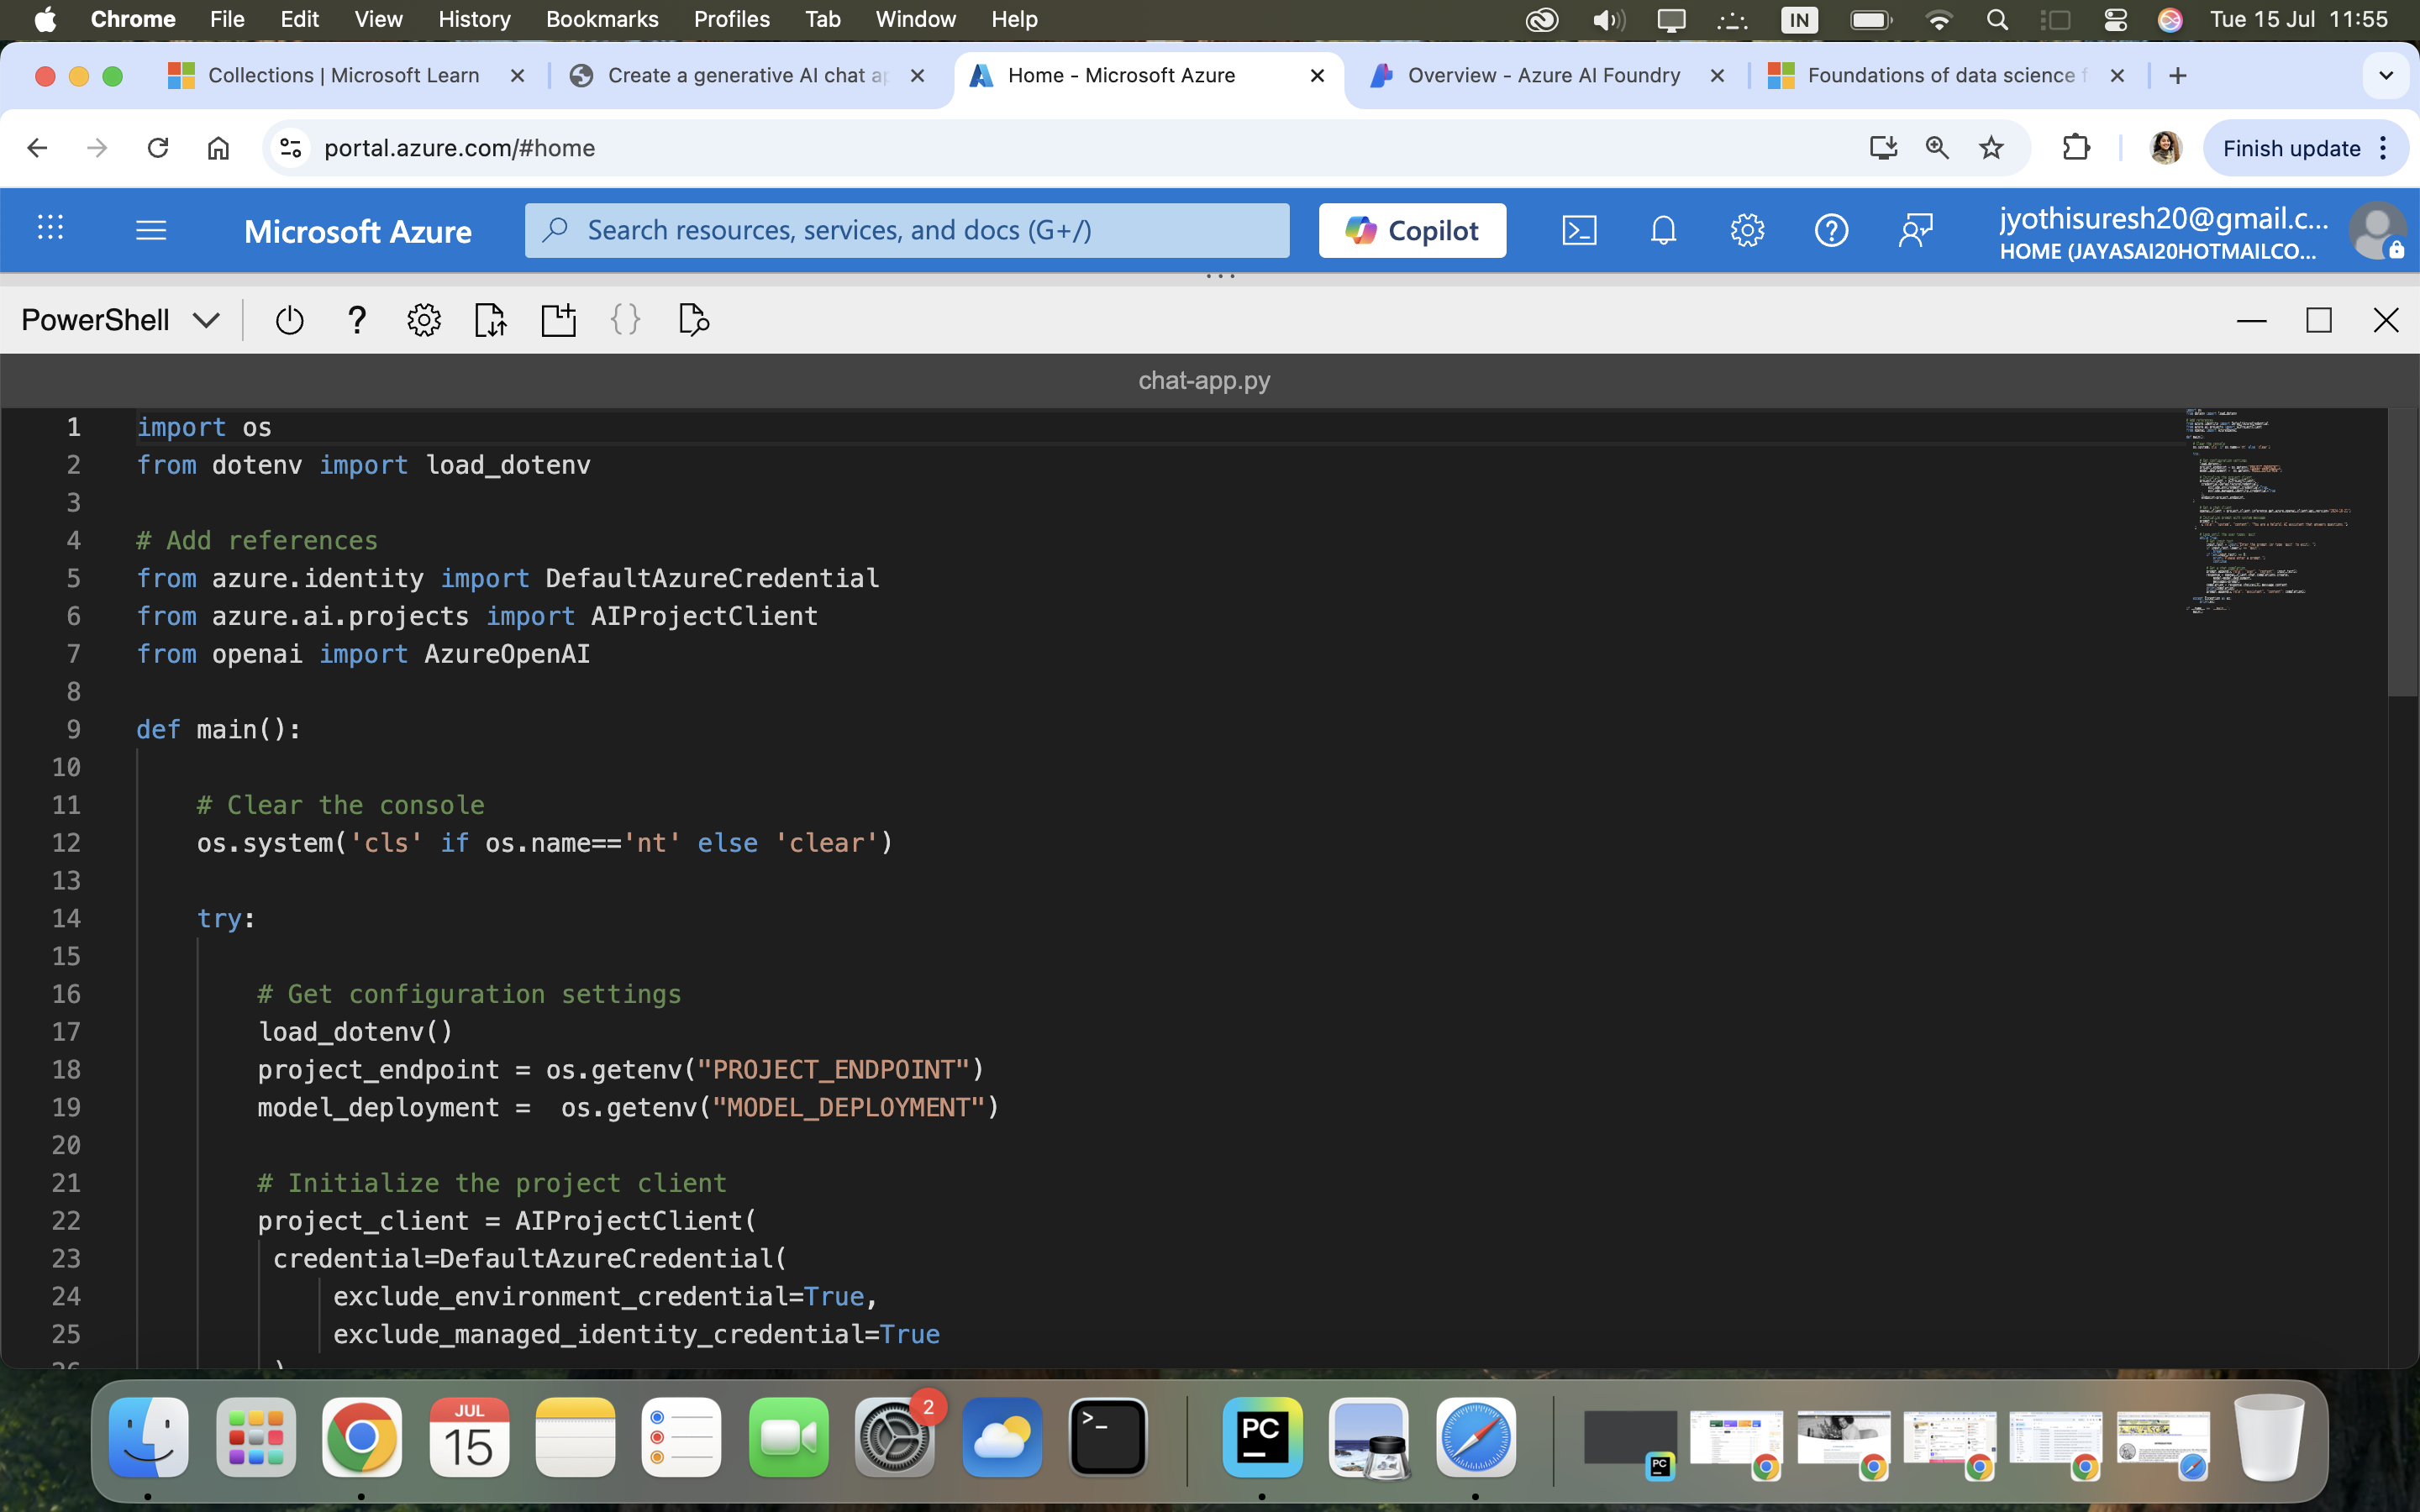 Chrome File Edit View History Bookmarks Profiles Tab Window Help IN Tue 15 Jul 11:55
Collections | Microsoft Learn Create a generative AI chat ap Home - Microsoft Azure Overview - Azure AI Foundry Foundations of data science f
portal.azure.com/#home Finish update
Microsoft Azure Search resources, services, and docs (G+/) Copilot jyothisuresh20@gmail.c...
HOME (JAYASAI20HOTMAILCO...
PowerShell
chat-app.py
1 import os
2 from dotenv import load_dotenv
3
4 # Add references
5 from azure.identity import DefaultAzureCredential
6 from azure.ai.projects import AIProjectClient
7 from openai import AzureOpenAI
8
9 def main():
10
11 # Clear the console
12 os.system('cls' if os.name=='nt' else 'clear')
13
14 try:
15
16 # Get configuration settings
17 load_dotenv()
18 project_endpoint = os.getenv("PROJECT_ENDPOINT")
19 model_deployment =  os.getenv("MODEL_DEPLOYMENT")
20
21 # Initialize the project client
22 project_client = AIProjectClient(
23 credential=DefaultAzureCredential(
24 exclude_environment_credential=True,
25 exclude_managed_identity_credential=True
26 )
JUL
15
2
PC
PC